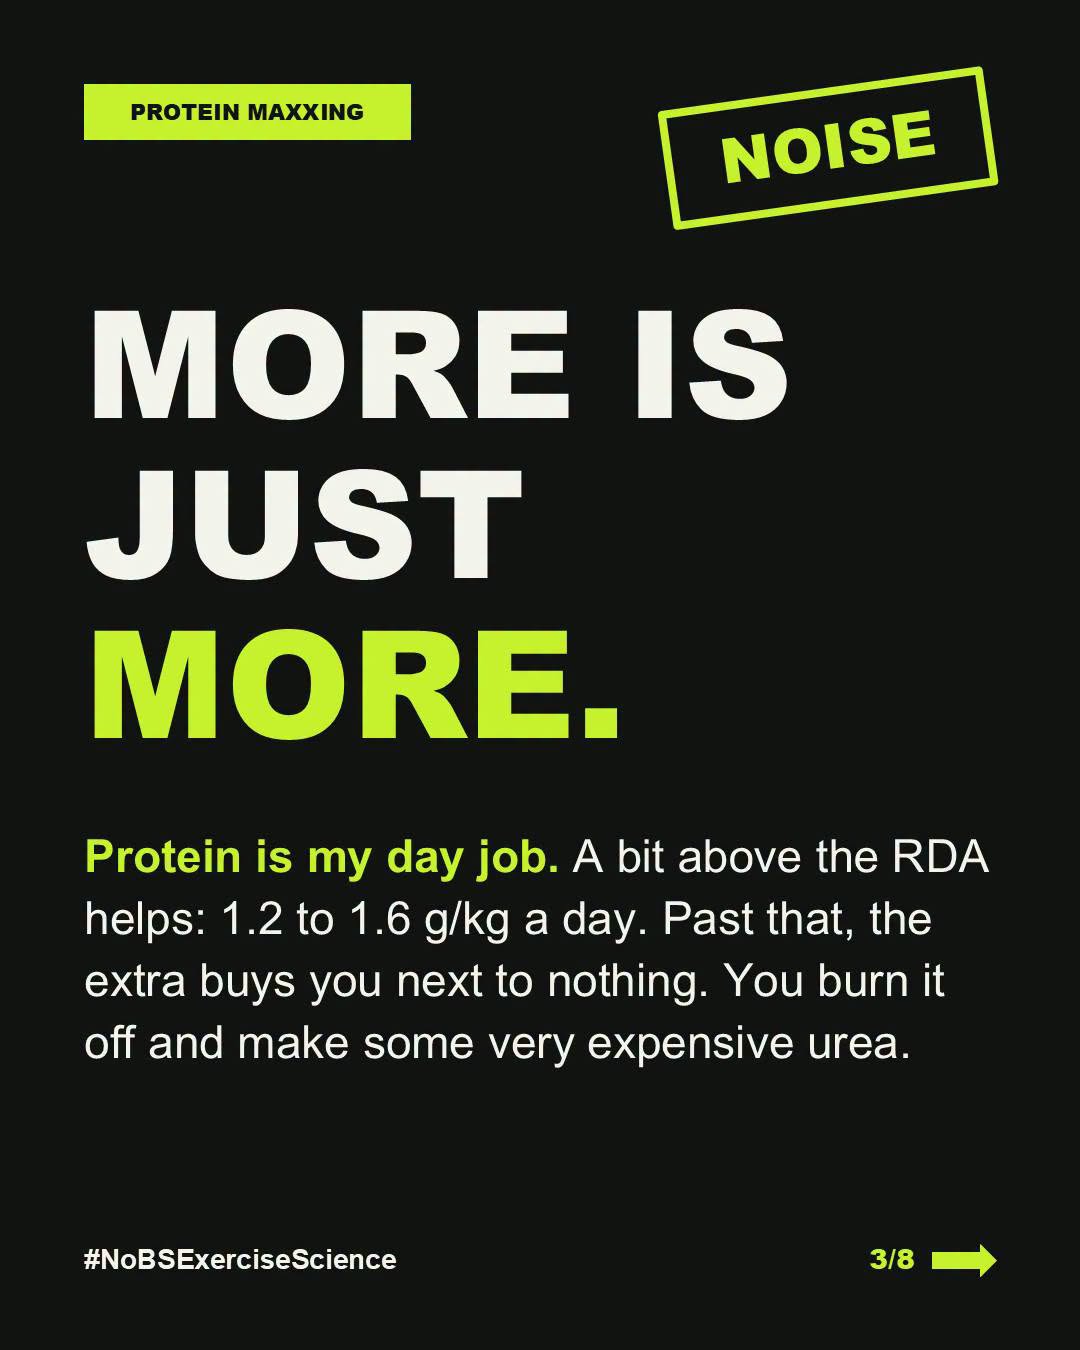 PROTEIN MAXXING
NOISE
MORE IS
JUST
MORE.
Protein is my day job. A bit above the RDA
helps: 1.2 to 1.6 g/kg a day. Past that, the
extra buys you next to nothing. You burn it
off and make some very expensive urea.
#NoBSExerciseScience
3/8